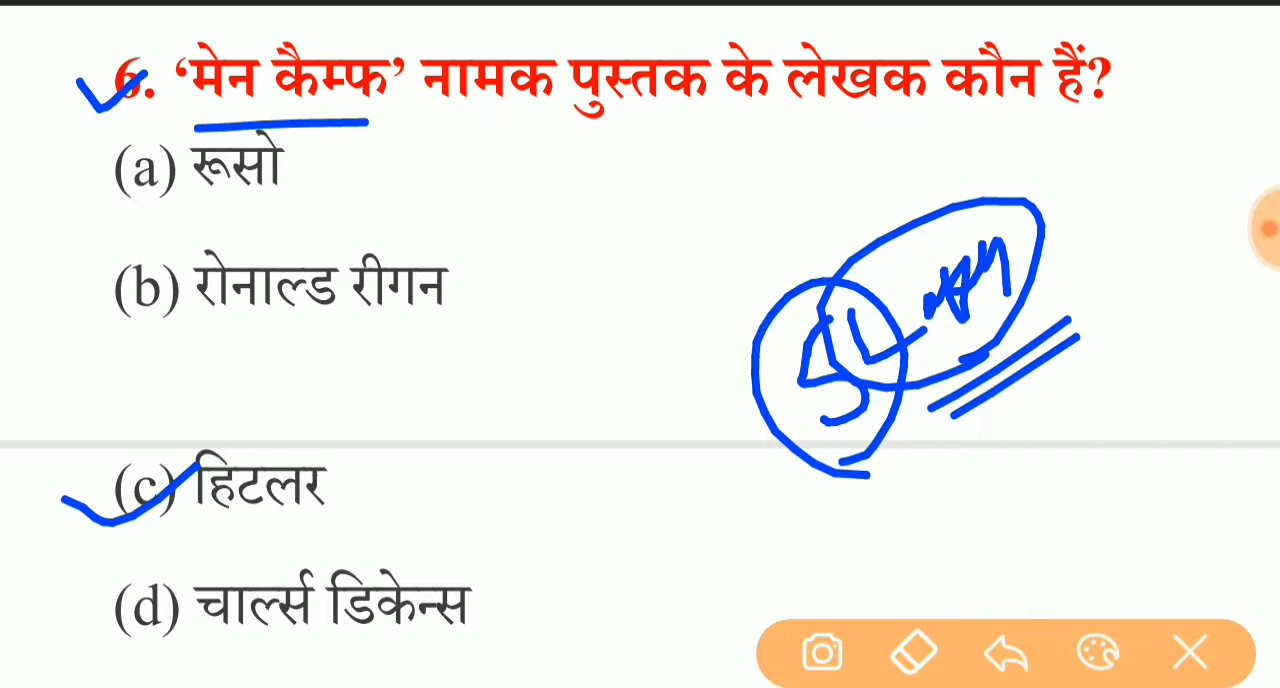 6. ‘मेन कैम्फ’ नामक पुस्तक के लेखक कौन हैं?
(a) रूसो
(b) रोनाल्ड रीगन
(c) हिटलर
(d) चार्ल्स डिकेन्स